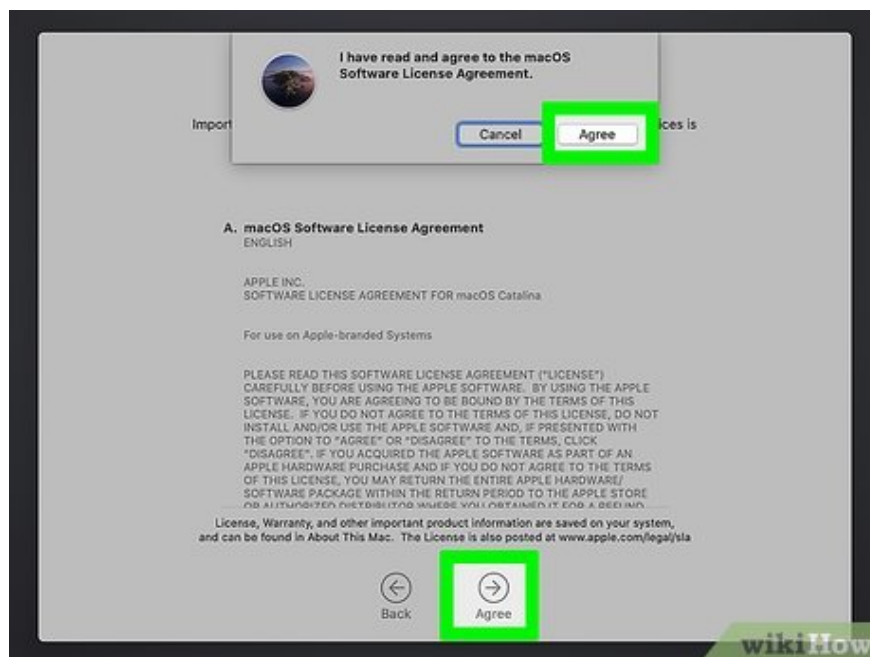 I have read and agree to the macOS
Software License Agreement.
Import
ices is
Cancel
Agree
A. macOS Software License Agreement
ENGLISH
APPLE INC.
SOFTWARE LICENSE AGREEMENT FOR macOS Catalina
For use on Apple-branded Systems
PLEASE READ THIS SOFTWARE LICENSE AGREEMENT ("LICENSE")
CAREFULLY BEFORE USING THE APPLE SOFTWARE. BY USING THE APPLE
SOFTWARE, YOU ARE AGREEING TO BE BOUND BY THE TERMS OF THIS
LICENSE. IF YOU DO NOT AGREE TO THE TERMS OF THIS LICENSE, DO NOT
INSTALL AND/OR USE THE APPLE SOFTWARE AND, IF PRESENTED WITH
THE OPTION TO "AGREE" OR "DISAGREE" TO THE TERMS, CLICK
"DISAGREE". IF YOU ACQUIRED THE APPLE SOFTWARE AS PART OF AN
APPLE HARDWARE PURCHASE AND IF YOU DO NOT AGREE TO THE TERMS
OF THIS LICENSE, YOU MAY RETURN THE ENTIRE APPLE HARDWARE/
SOFTWARE PACKAGE WITHIN THE RETURN PERIOD TO THE APPLE STORE
OR AUTHORIZED DISTRIBUTOR WHERE YOU OBTAINED IT FOR A REFUND
License, Warranty, and other important product information are saved on your system,
and can be found in About This Mac. The License is also posted at www.apple.com/legal/sla
Back
Agree
wikiHow